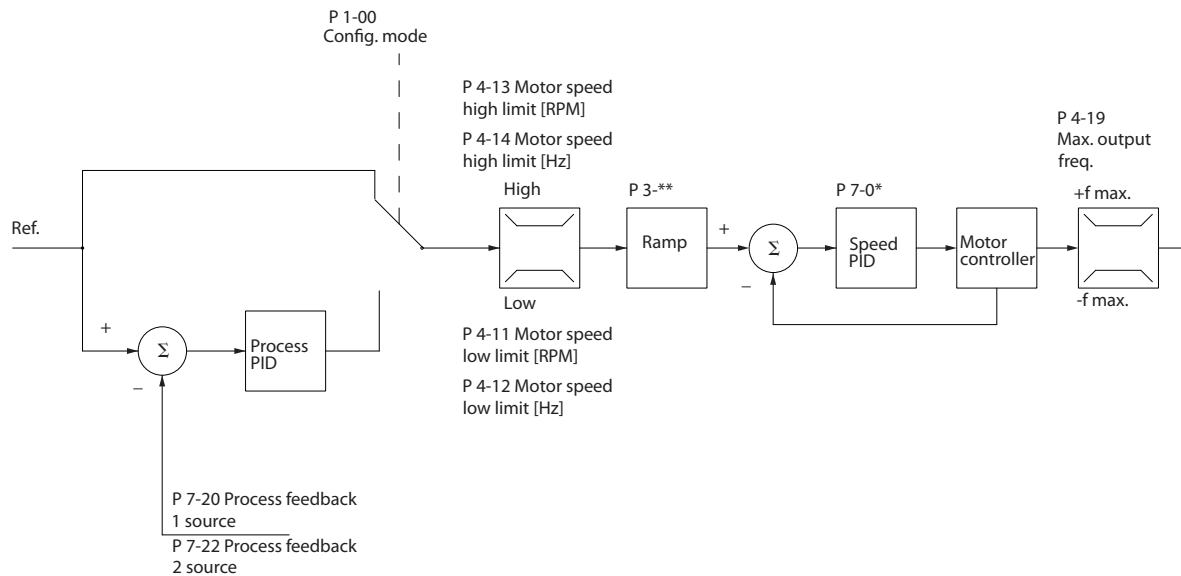 P 1-00
Config. mode
P 4-13 Motor speed
high limit [RPM]
P 4-14 Motor speed
high limit [Hz]
P 4-19
Max. output
freq.
High
P 3-**
P 7-0*
+f max.
Ref.
+
Ramp
Σ
Speed
PID
Motor
controller
–
Low
-f max.
+
Σ
Process
PID
–
P 4-11 Motor speed
low limit [RPM]
P 4-12 Motor speed
low limit [Hz]
P 7-20 Process feedback
1 source
P 7-22 Process feedback
2 source